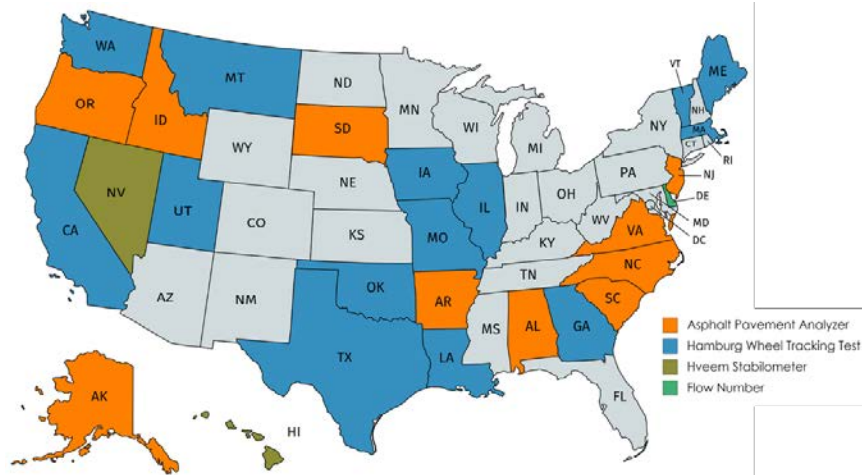 WA
MT
ND
MN
VT
ME
NH
OR
ID
SD
WI
MI
NY
MA
CT
RI
WY
NE
IA
PA
NJ
NV
UT
CO
IL
IN
OH
DE
CA
KS
MO
WV
VA
MD
DC
KY
AZ
NM
OK
AR
TN
NC
SC
TX
LA
MS
AL
GA
FL
AK
HI
Asphalt Pavement Analyzer
Hamburg Wheel Tracking Test
Hveem Stabilometer
Flow Number